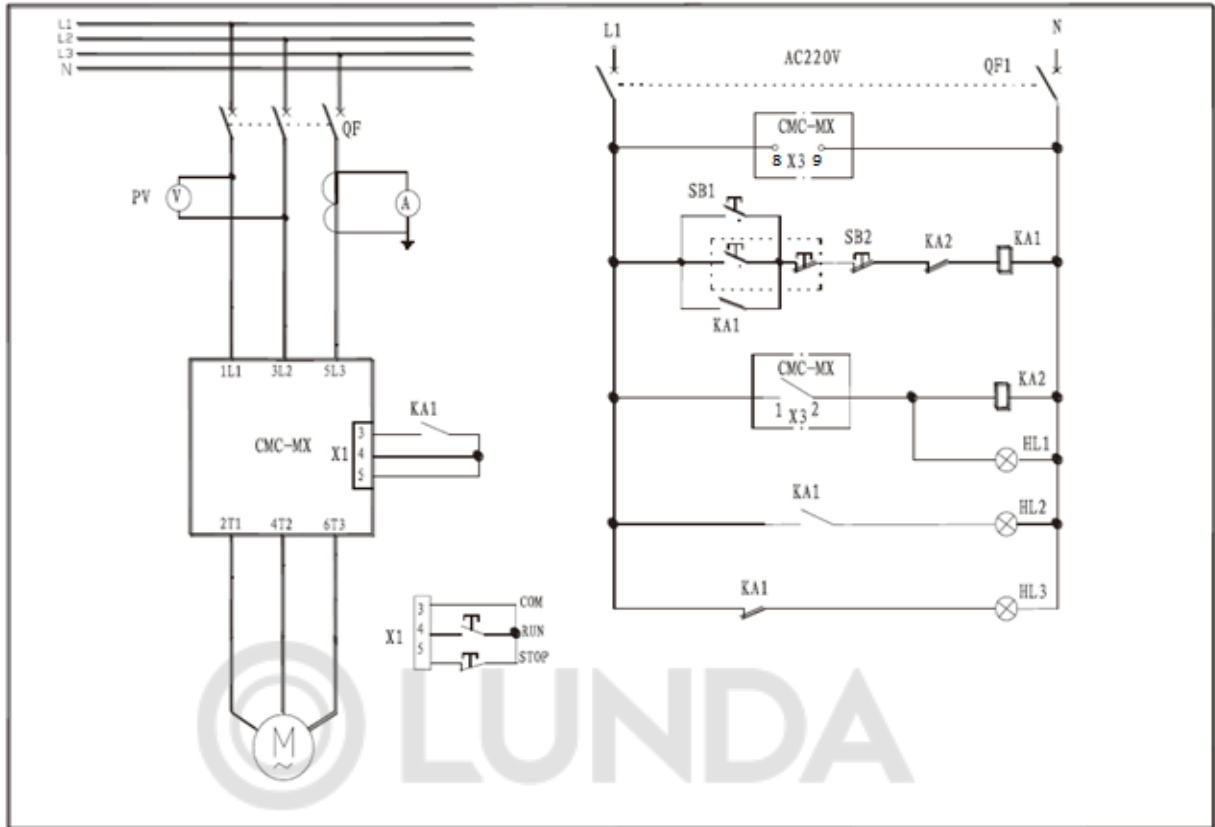 L1
L2
L3
N
QF
PV
V
A
1L1 3L2 5L3
CMC-MX
X1
3
4
5
KA1
2T1 4T2 6T3
M
~
X1
3
4
5
COM
RUN
STOP
L1
N
AC220V
QF1
CMC-MX
8 X3 9
SB1
SB2
KA2
KA1
KA1
CMC-MX
1 X3 2
KA2
HL1
KA1
HL2
KA1
HL3
LUNDA